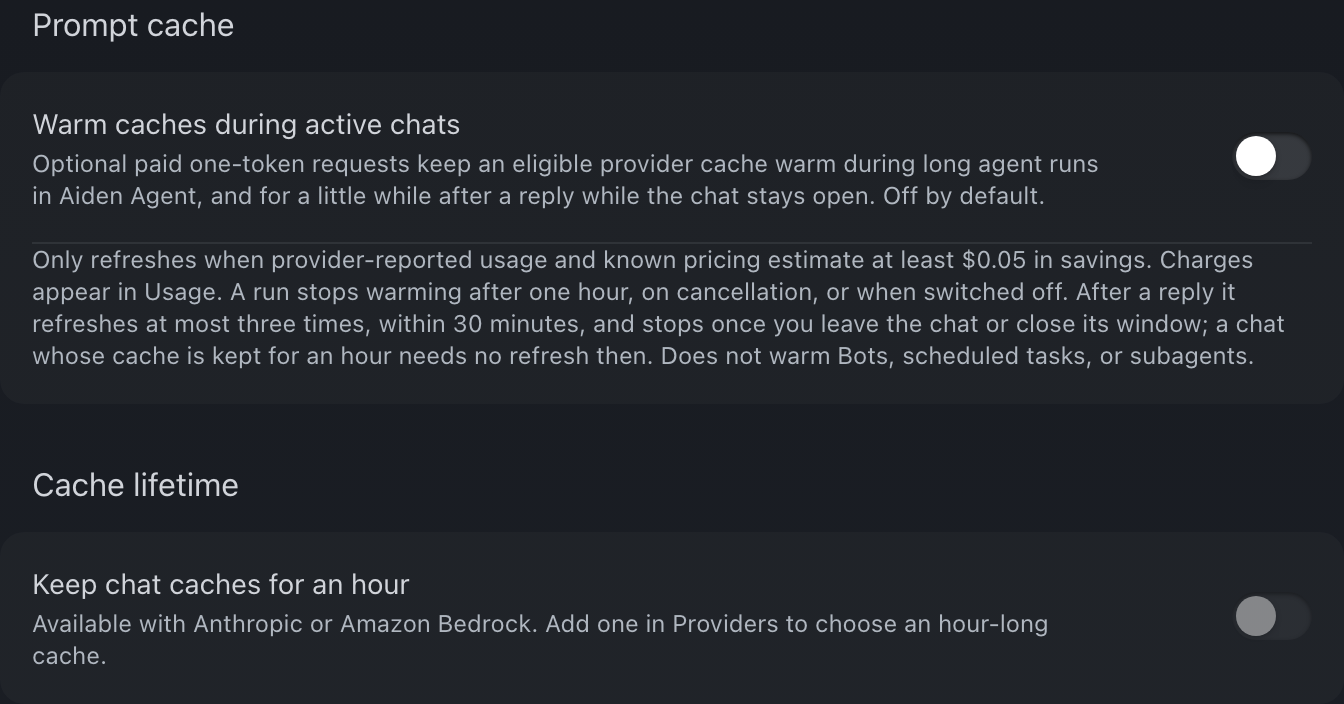 Prompt cache
Warm caches during active chats
Optional paid one-token requests keep an eligible provider cache warm during long agent runs
in Aiden Agent, and for a little while after a reply while the chat stays open. Off by default.
Only refreshes when provider-reported usage and known pricing estimate at least $0.05 in savings. Charges
appear in Usage. A run stops warming after one hour, on cancellation, or when switched off. After a reply it
refreshes at most three times, within 30 minutes, and stops once you leave the chat or close its window; a chat
whose cache is kept for an hour needs no refresh then. Does not warm Bots, scheduled tasks, or subagents.
Cache lifetime
Keep chat caches for an hour
Available with Anthropic or Amazon Bedrock. Add one in Providers to choose an hour-long
cache.